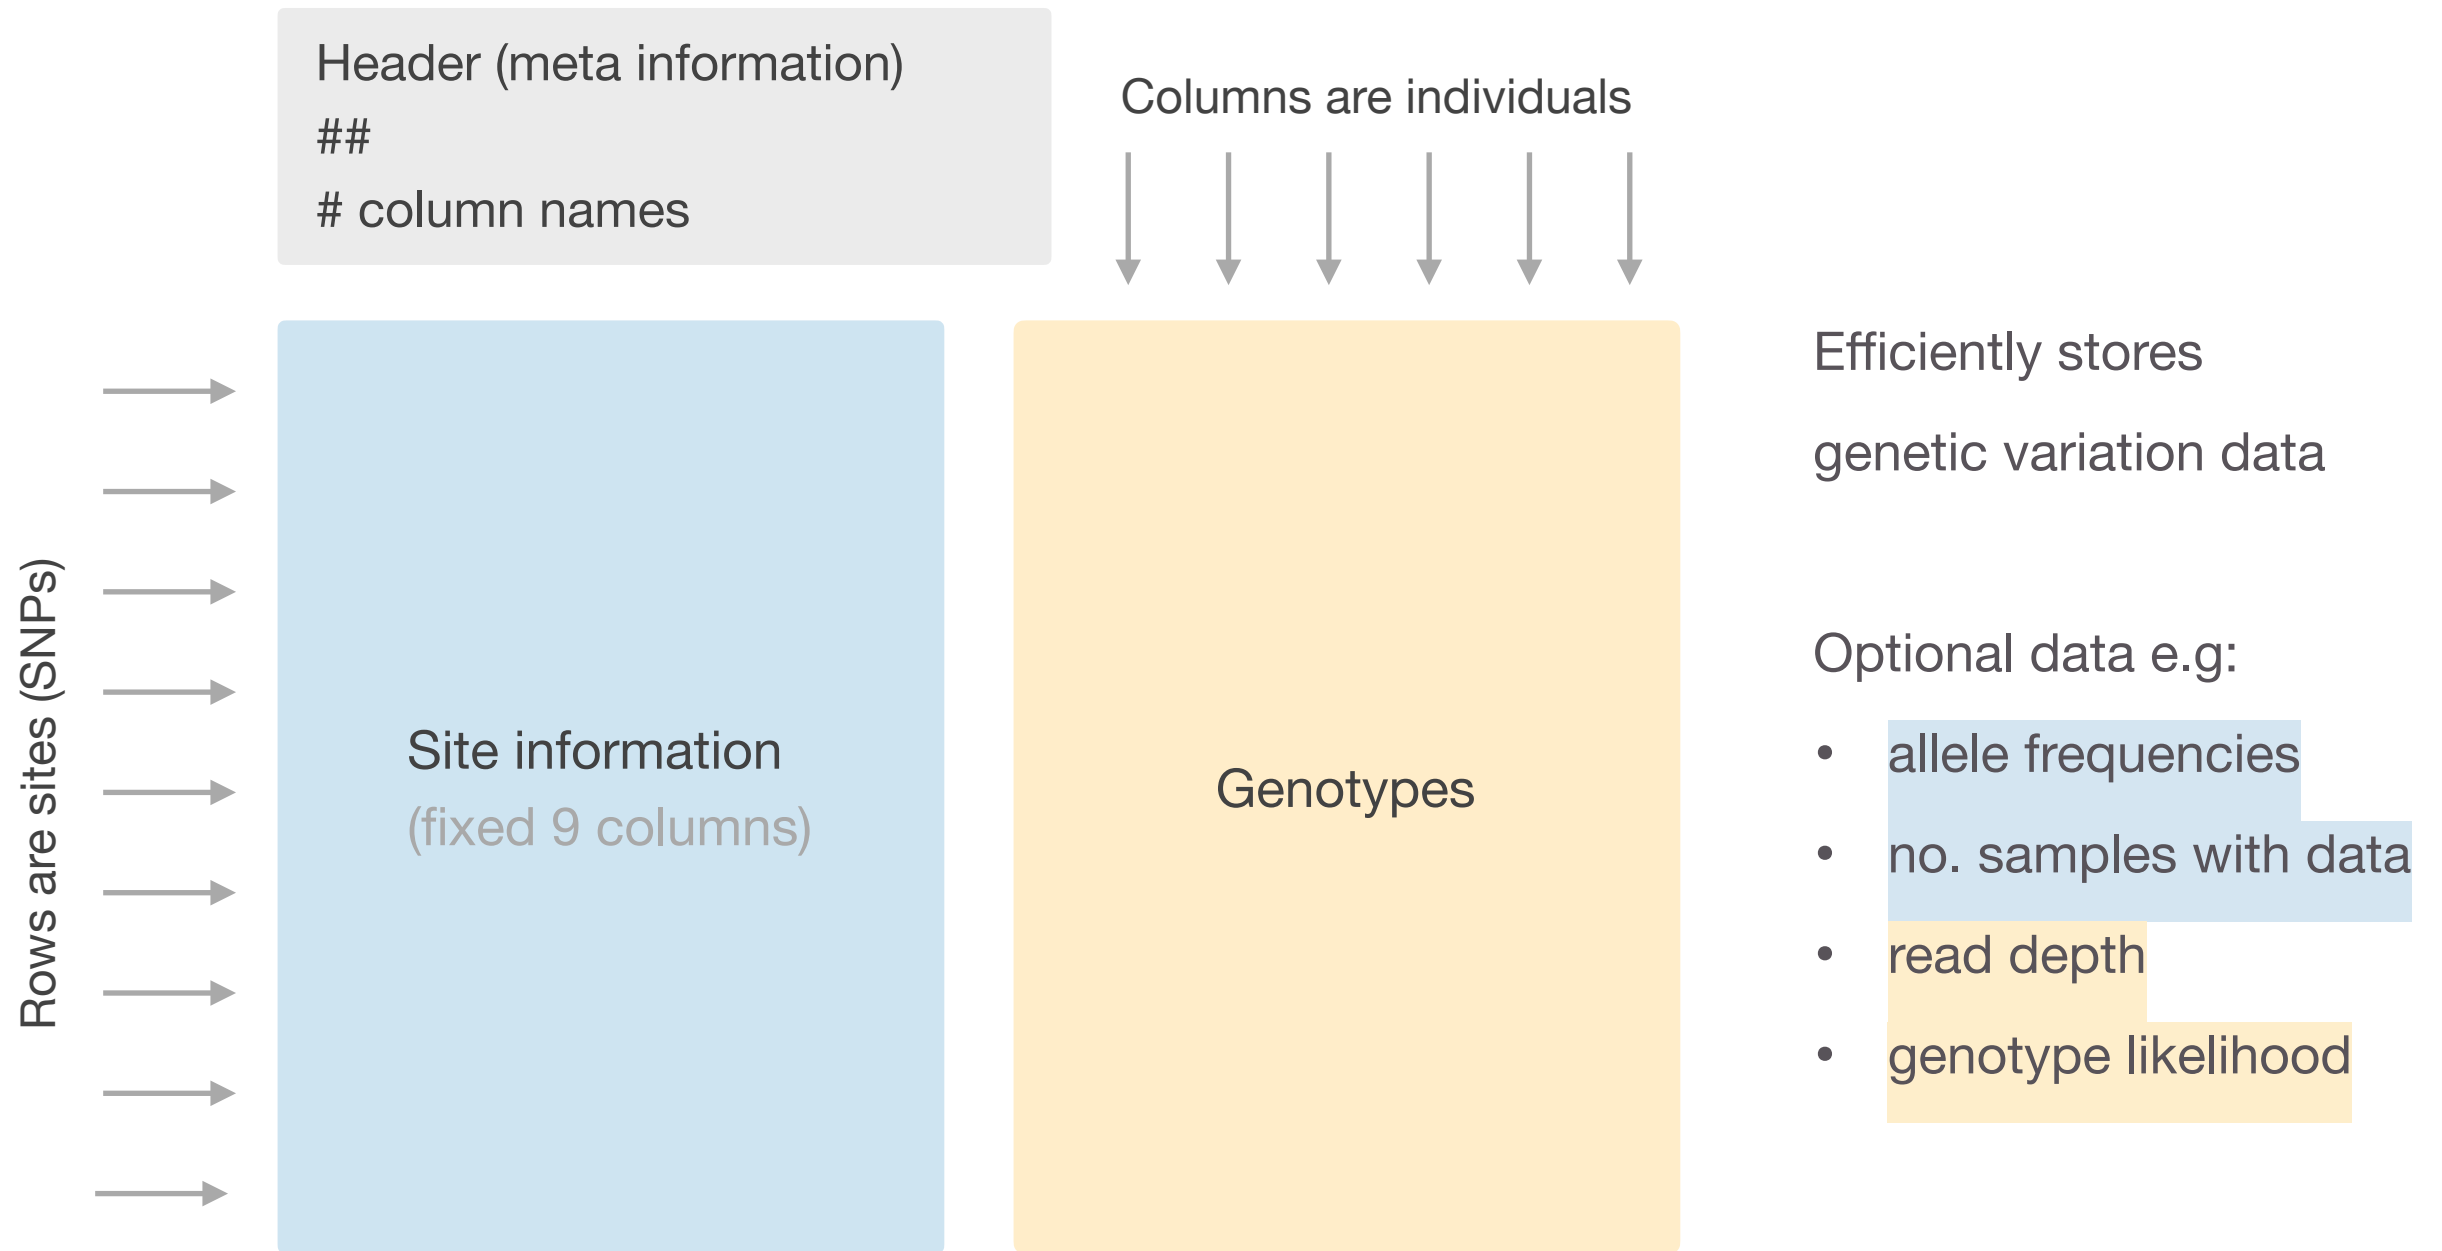 Header (meta information)
##
# column names
Columns are individuals
Rows are sites (SNPs)
Site information
(fixed 9 columns)
Genotypes
Efficiently stores
genetic variation data
Optional data e.g:
• allele frequencies
• no. samples with data
• read depth
• genotype likelihood